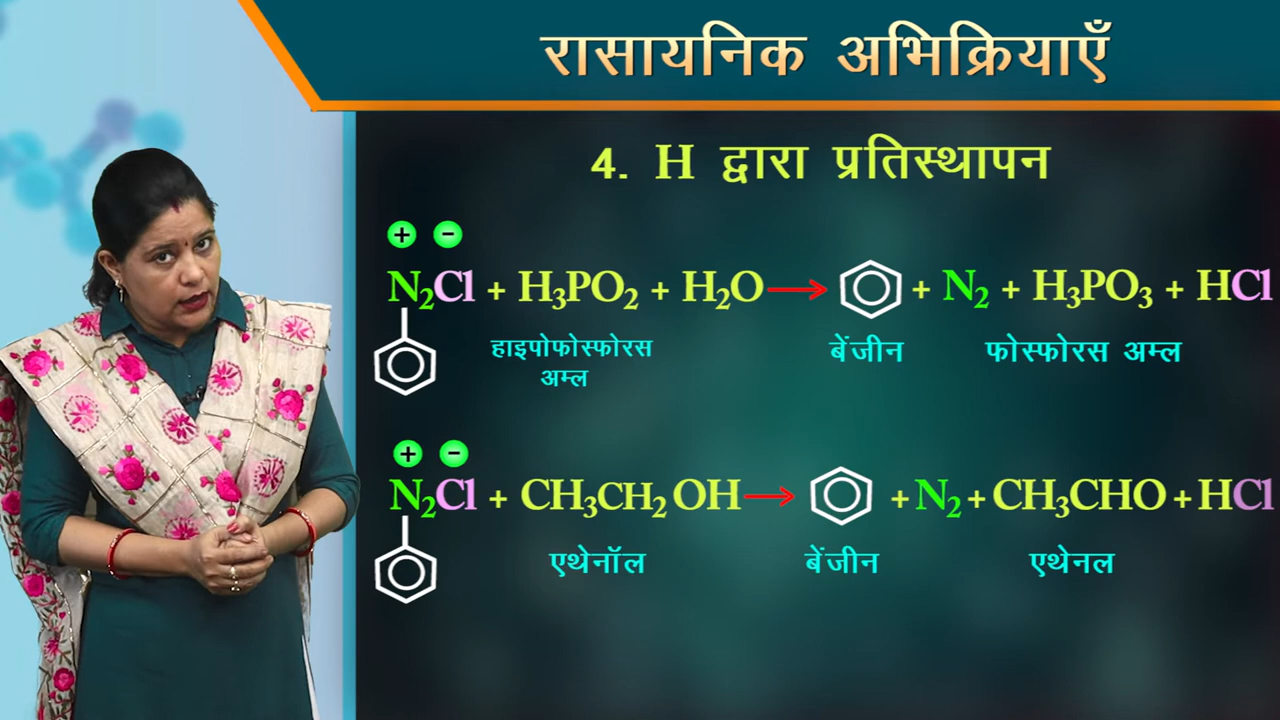 रासायनिक अभिक्रियाएँ
4. H द्वारा प्रतिस्थापन
+ −
N₂Cl + H₃PO₂ + H₂O → + N₂ + H₃PO₃ + HCl
हाइपोफोस्फोरस बेंजीन फोस्फोरस अम्ल
अम्ल
+ −
N₂Cl + CH₃CH₂OH → + N₂ + CH₃CHO + HCl
एथेनॉल बेंजीन एथेनल